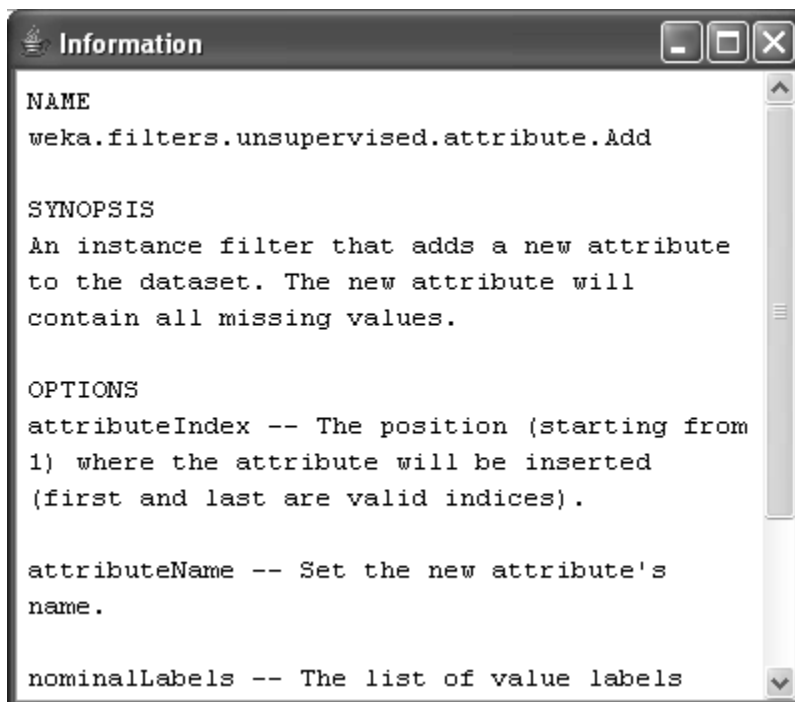 Information
NAME
weka.filters.unsupervised.attribute.Add
SYNOPSIS
An instance filter that adds a new attribute
to the dataset. The new attribute will
contain all missing values.
OPTIONS
attributeIndex -- The position (starting from
1) where the attribute will be inserted
(first and last are valid indices).
attributeName -- Set the new attribute's
name.
nominalLabels -- The list of value labels